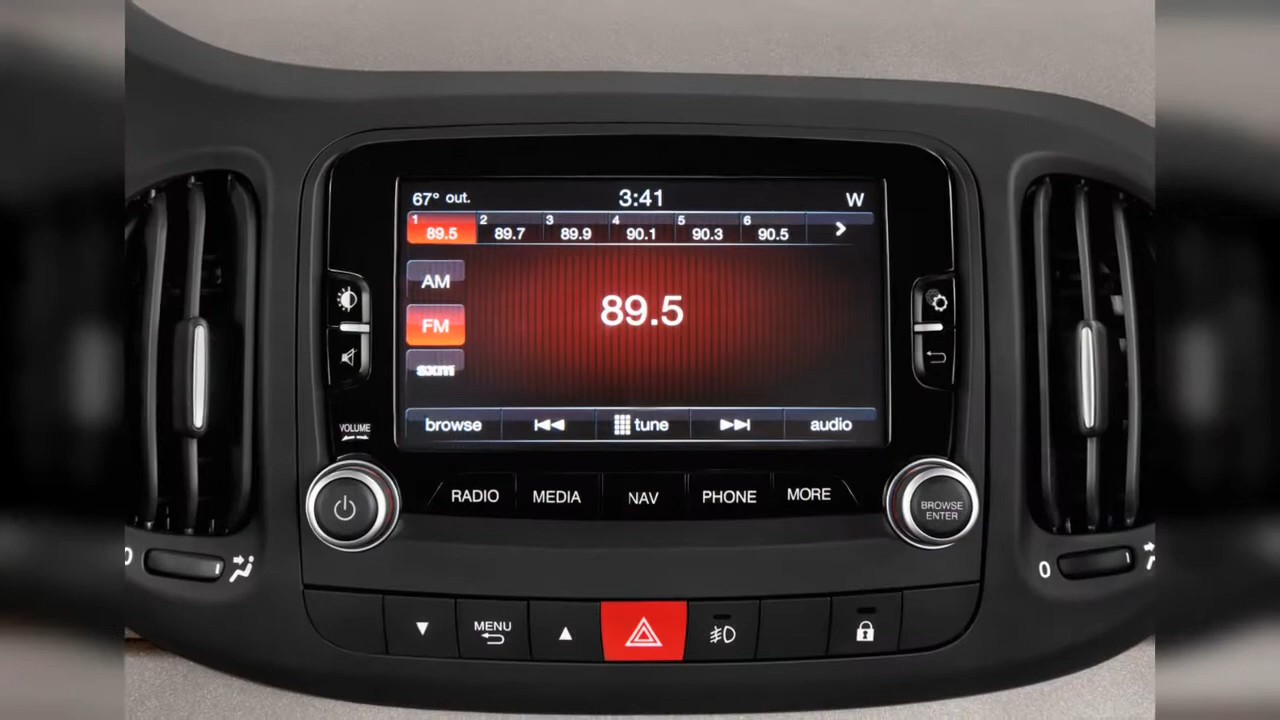 67° out. 3:41 W
1 2 3 4 5 6
89.5 89.7 89.9 90.1 90.3 90.5
AM
89.5
FM
sxm
browse tune audio
VOLUME
RADIO MEDIA NAV PHONE MORE
BROWSE
ENTER
0 0
MENU